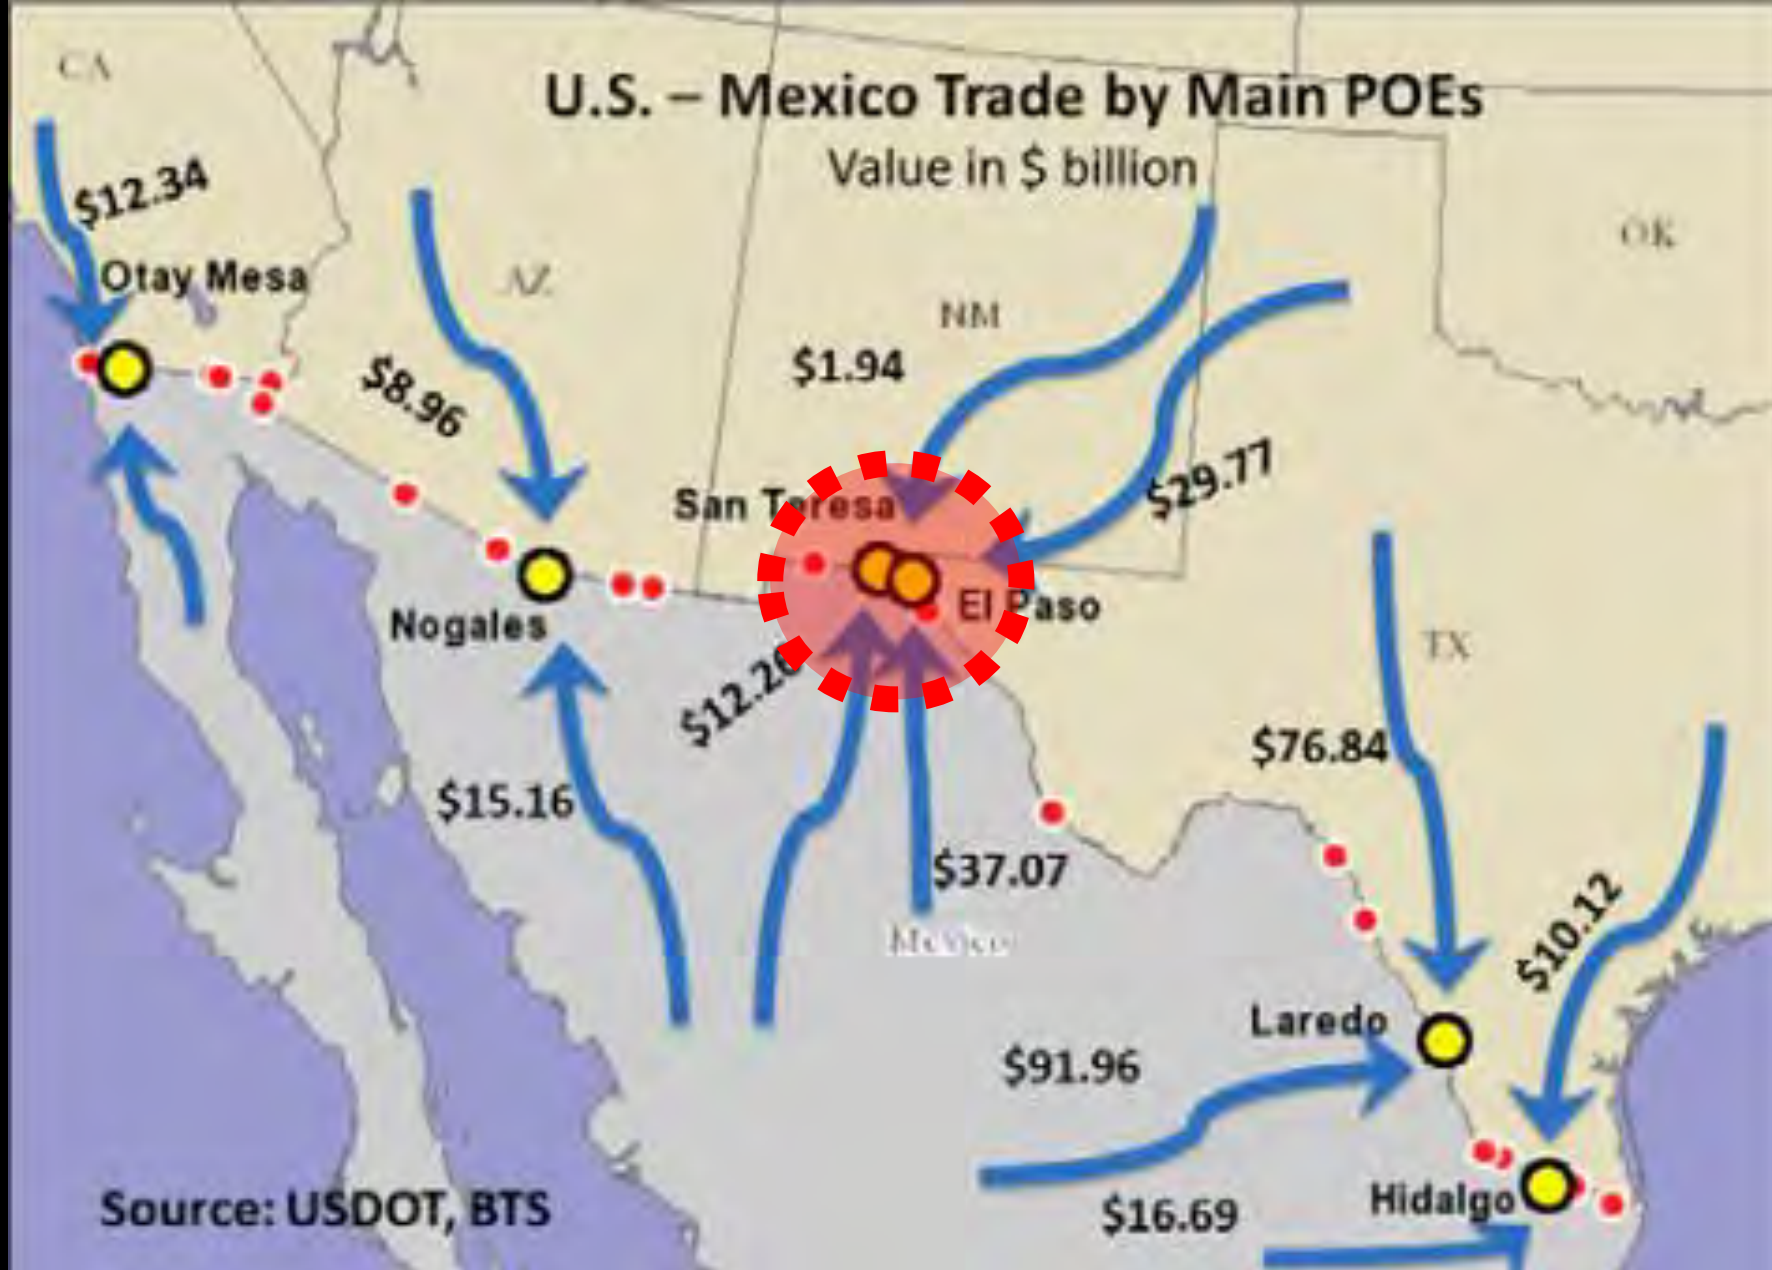 CA
U.S. – Mexico Trade by Main POEs
Value in $ billion
$12.34
OK
Otay Mesa
AZ
NM
$1.94
$8.96
$29.77
San Teresa
El Paso
Nogales
TX
$12.26
$76.84
$15.16
$37.07
Mexico
$10.12
Laredo
$91.96
Hidalgo
$16.69
Source: USDOT, BTS